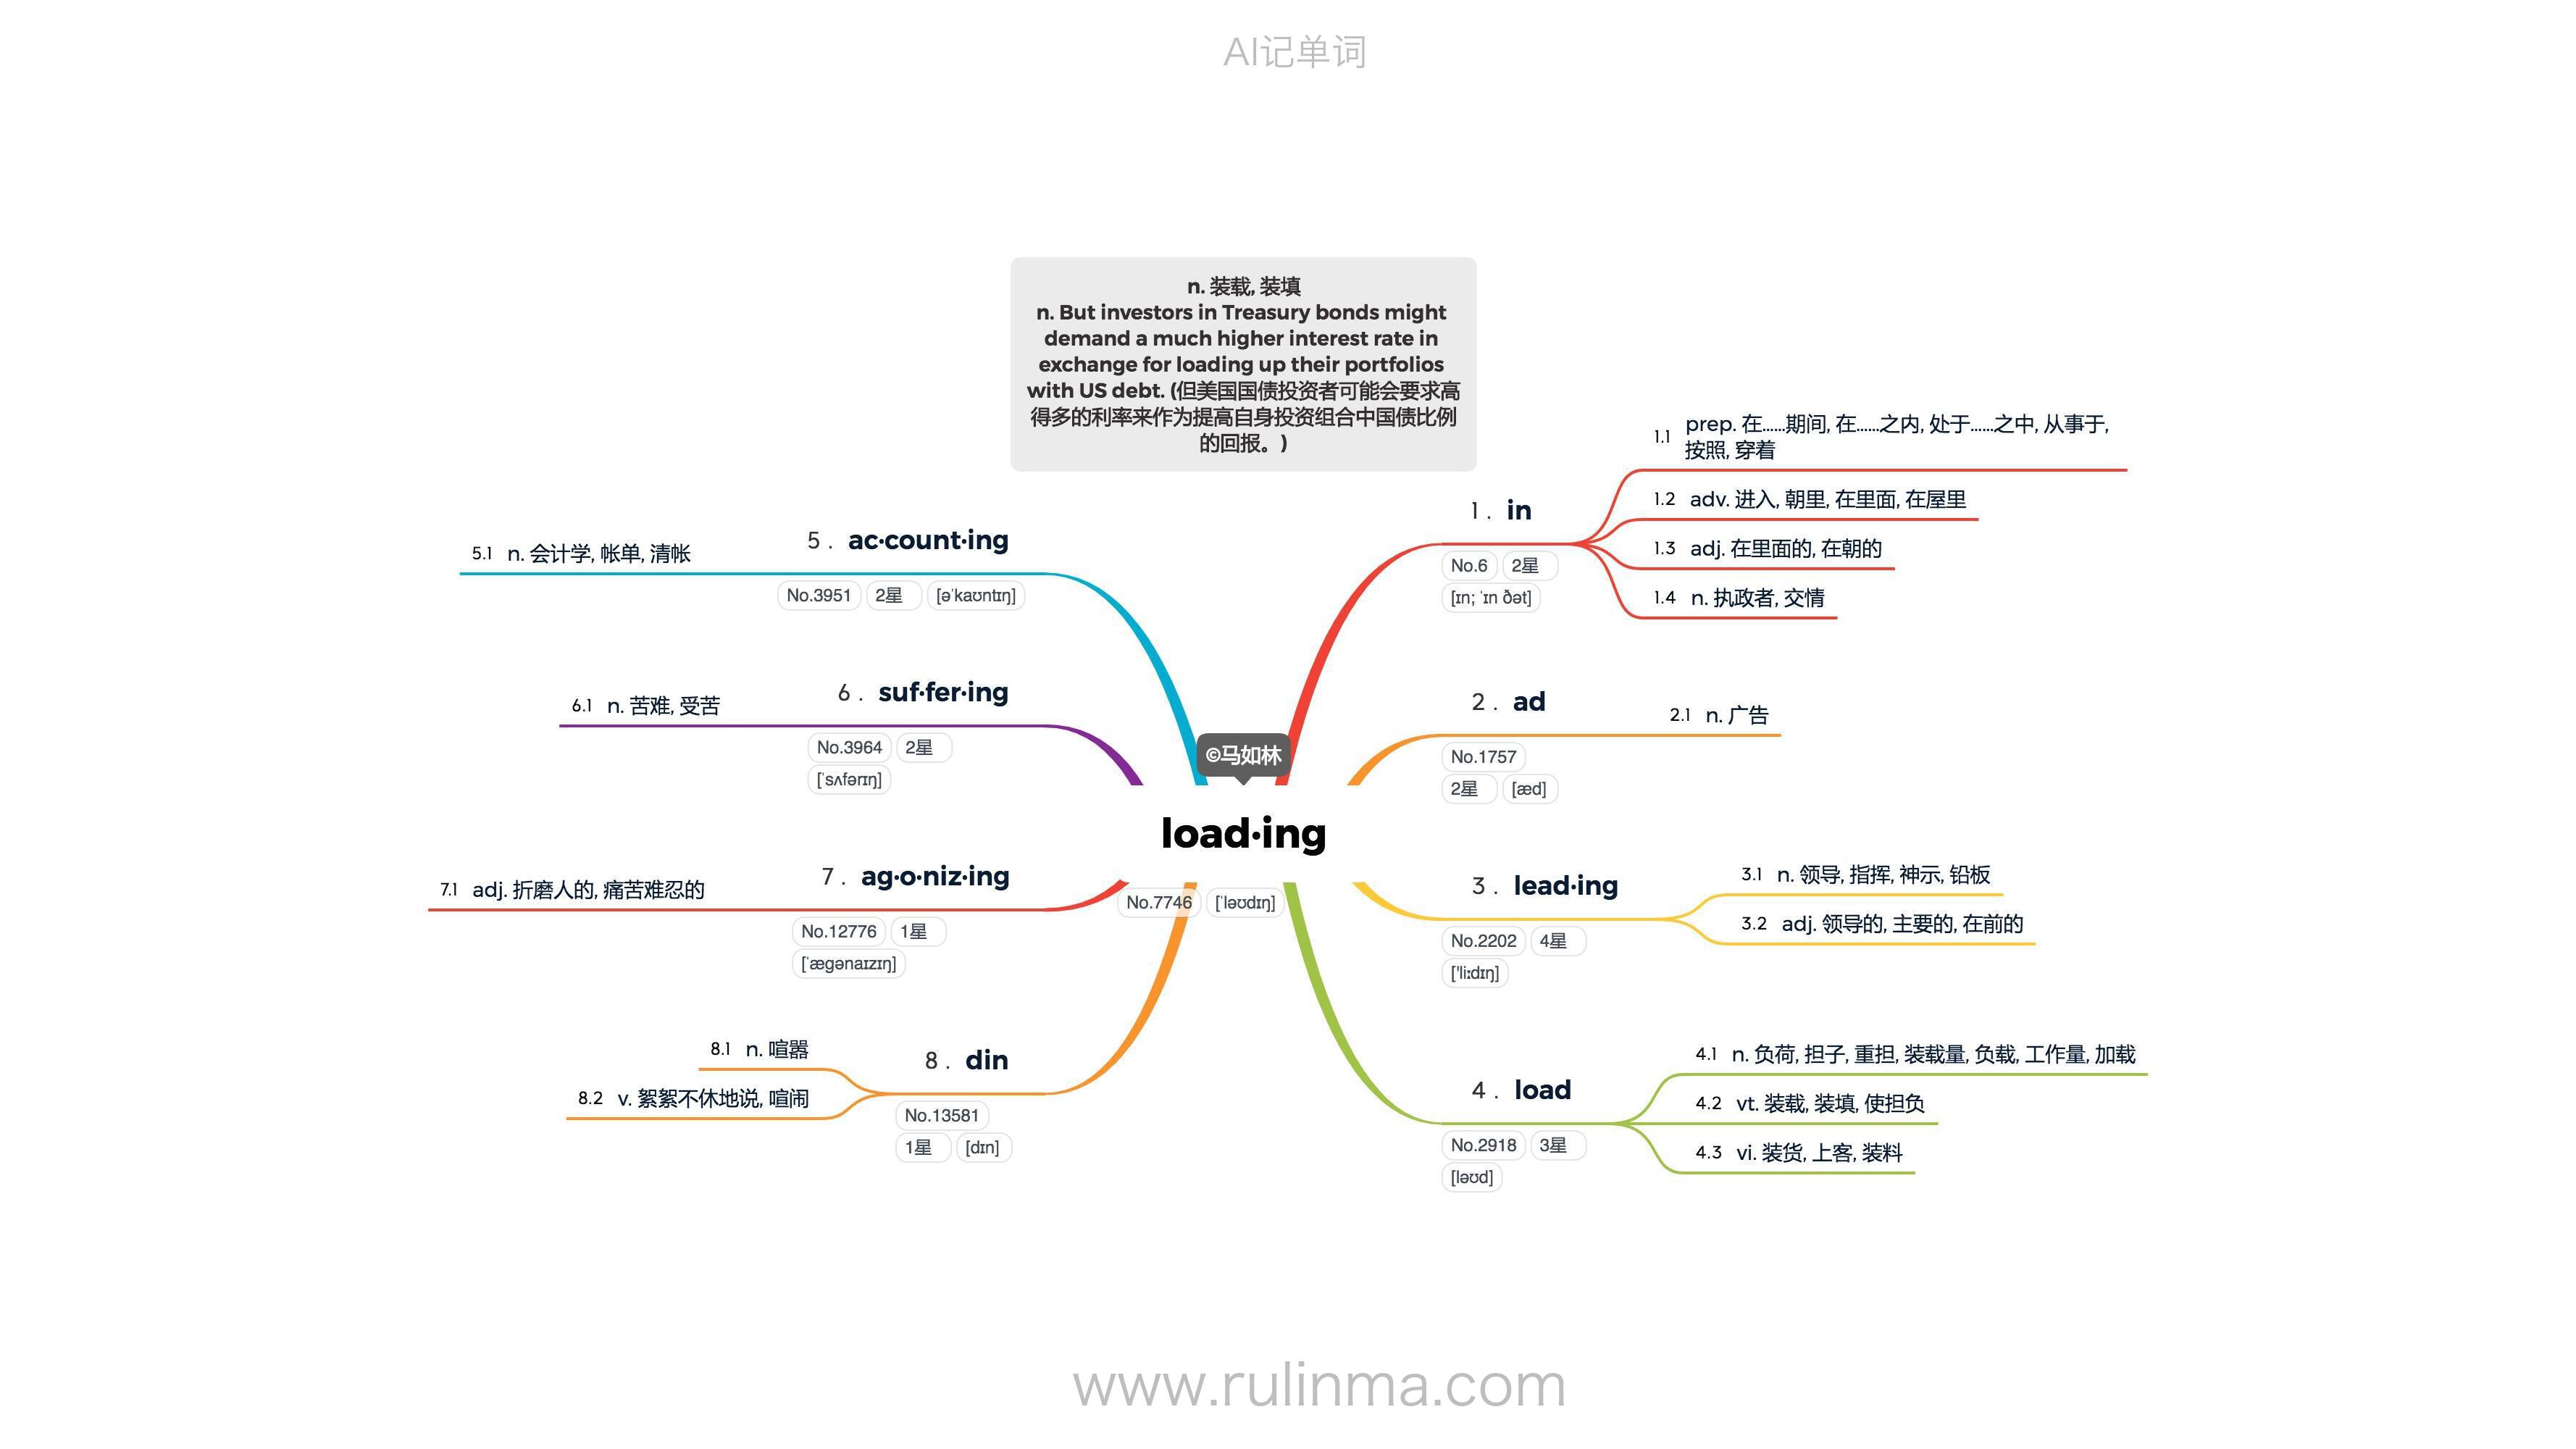 AI记单词
n. 装载, 装填
n. But investors in Treasury bonds might
demand a much higher interest rate in
exchange for loading up their portfolios
with US debt. (但美国国债投资者可能会要求高
得多的利率来作为提高自身投资组合中国债比例
的回报。)
©马如林
load·ing
No.7746 [ˈləʊdɪŋ]
1 . in
No.6 2星
[ɪn; ˈɪn ðət]
1.1 prep. 在……期间, 在……之内, 处于……之中, 从事于,
按照, 穿着
1.2 adv. 进入, 朝里, 在里面, 在屋里
1.3 adj. 在里面的, 在朝的
1.4 n. 执政者, 交情
2 . ad
No.1757
2星 [æd]
2.1 n. 广告
3 . lead·ing
No.2202 4星
['liːdɪŋ]
3.1 n. 领导, 指挥, 神示, 铅板
3.2 adj. 领导的, 主要的, 在前的
4 . load
No.2918 3星
[ləʊd]
4.1 n. 负荷, 担子, 重担, 装载量, 负载, 工作量, 加载
4.2 vt. 装载, 装填, 使担负
4.3 vi. 装货, 上客, 装料
5 . ac·count·ing
No.3951 2星 [əˈkaʊntɪŋ]
5.1 n. 会计学, 帐单, 清帐
6 . suf·fer·ing
No.3964 2星
[ˈsʌfərɪŋ]
6.1 n. 苦难, 受苦
7 . ag·o·niz·ing
No.12776 1星
[ˈægənaɪzɪŋ]
7.1 adj. 折磨人的, 痛苦难忍的
8 . din
No.13581
1星 [dɪn]
8.1 n. 喧嚣
8.2 v. 絮絮不休地说, 喧闹
www.rulinma.com